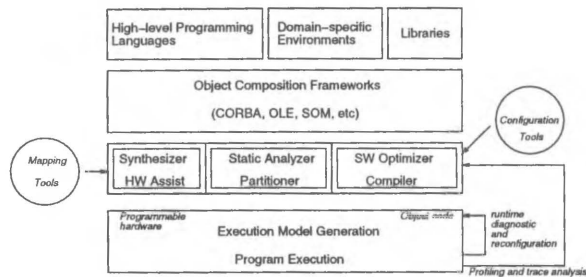 High-level Programming
Languages
Domain-specific
Environments
Libraries
Object Composition Frameworks
(CORBA, OLE, SOM, etc)
Configuration
Tools
Mapping
Tools
Synthesizer
HW Assist
Static Analyzer
Partitioner
SW Optimizer
Compiler
Programmable
hardware
Object code
Execution Model Generation
Program Execution
runtime
diagnostic
and
reconfiguration
Profiling and trace analysis